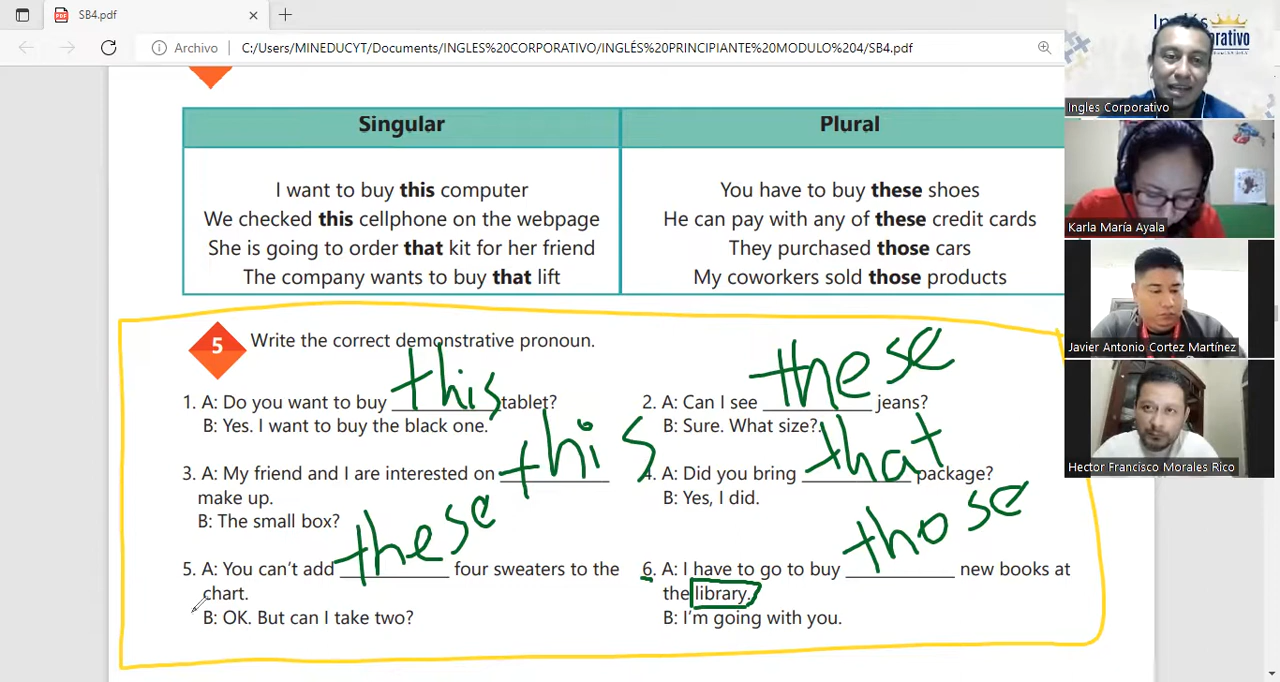 SB4.pdf
Archivo
C:/Users/MINEDUCYT/Documents/INGLES%20CORPORATIVO/INGLÉS%20PRINCIPIANTE%20MODULO%204/SB4.pdf
Singular
Plural
I want to buy this computer
We checked this cellphone on the webpage
She is going to order that kit for her friend
The company wants to buy that lift
You have to buy these shoes
He can pay with any of these credit cards
They purchased those cars
My coworkers sold those products
5 Write the correct demonstrative pronoun.
1. A: Do you want to buy this tablet?
B: Yes. I want to buy the black one.
2. A: Can I see these jeans?
B: Sure. What size?
3. A: My friend and I are interested on this
make up.
B: The small box?
4. A: Did you bring that package?
B: Yes, I did.
5. A: You can't add these four sweaters to the
chart.
B: OK. But can I take two?
6. A: I have to go to buy those new books at
the library.
B: I'm going with you.
Ingles Corporativo
Karla María Ayala
Javier Antonio Cortez Martínez
Hector Francisco Morales Rico